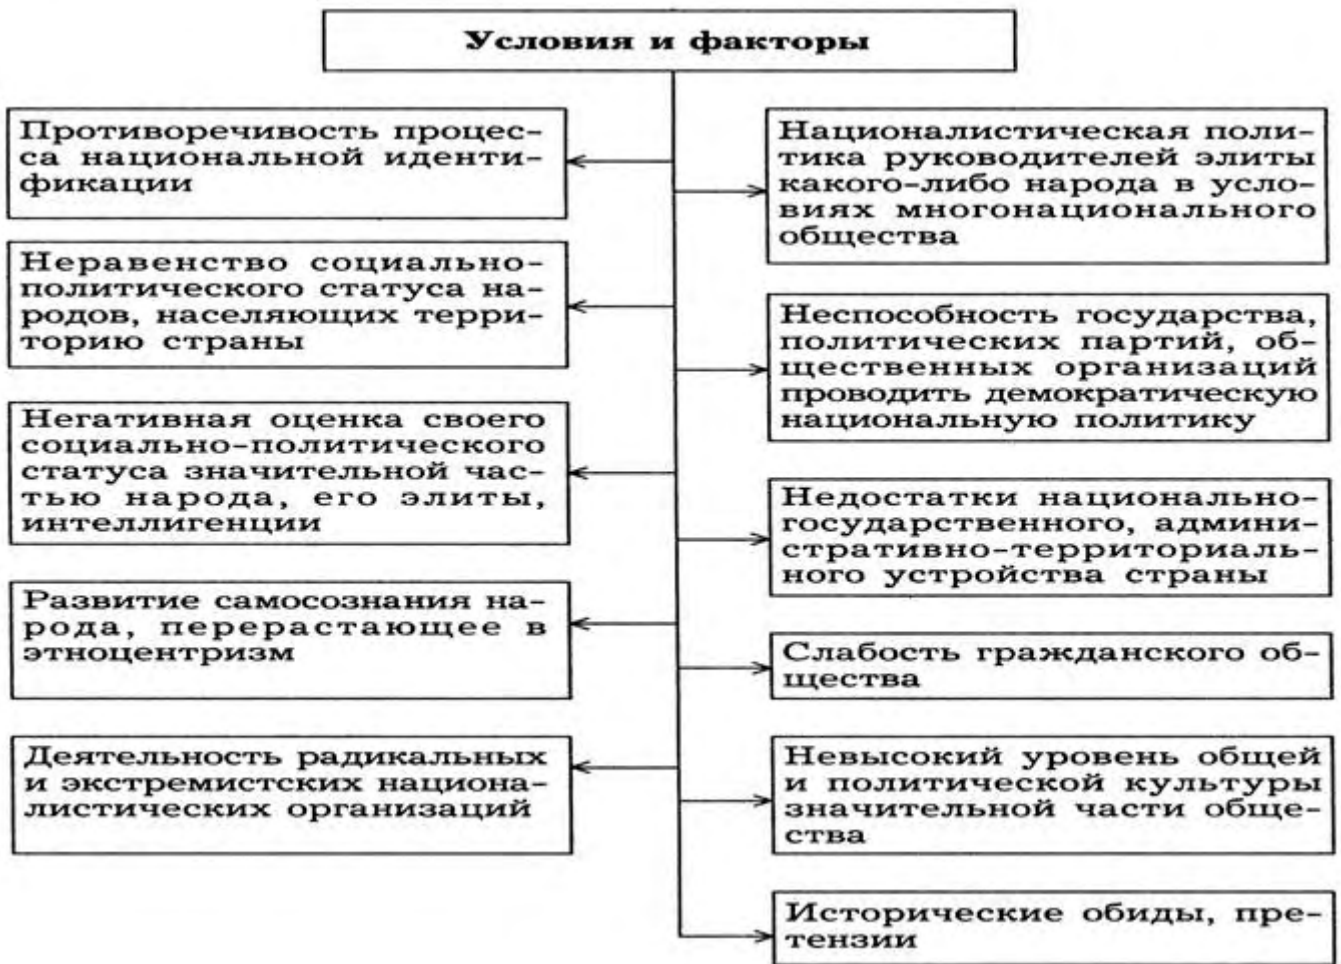 Условия и факторы
Противоречивость процес-
са национальной иденти-
фикации
Неравенство социально-
политического статуса на-
родов, населяющих терри-
торию страны
Негативная оценка своего
социально-политического
статуса значительной час-
тью народа, его элиты,
интеллигенции
Развитие самосознания на-
рода, перерастающее в
этноцентризм
Деятельность радикальных
и экстремистских национа-
листических организаций
Националистическая поли-
тика руководителей элиты
какого-либо народа в усло-
виях многонационального
общества
Неспособность государства,
политических партий, об-
щественных организаций
проводить демократическую
национальную политику
Недостатки национально-
государственного, админи-
стративно-территориаль-
ного устройства страны
Слабость гражданского об-
щества
Невысокий уровень общей
и политической культуры
значительной части обще-
ства
Исторические обиды, пре-
тензии